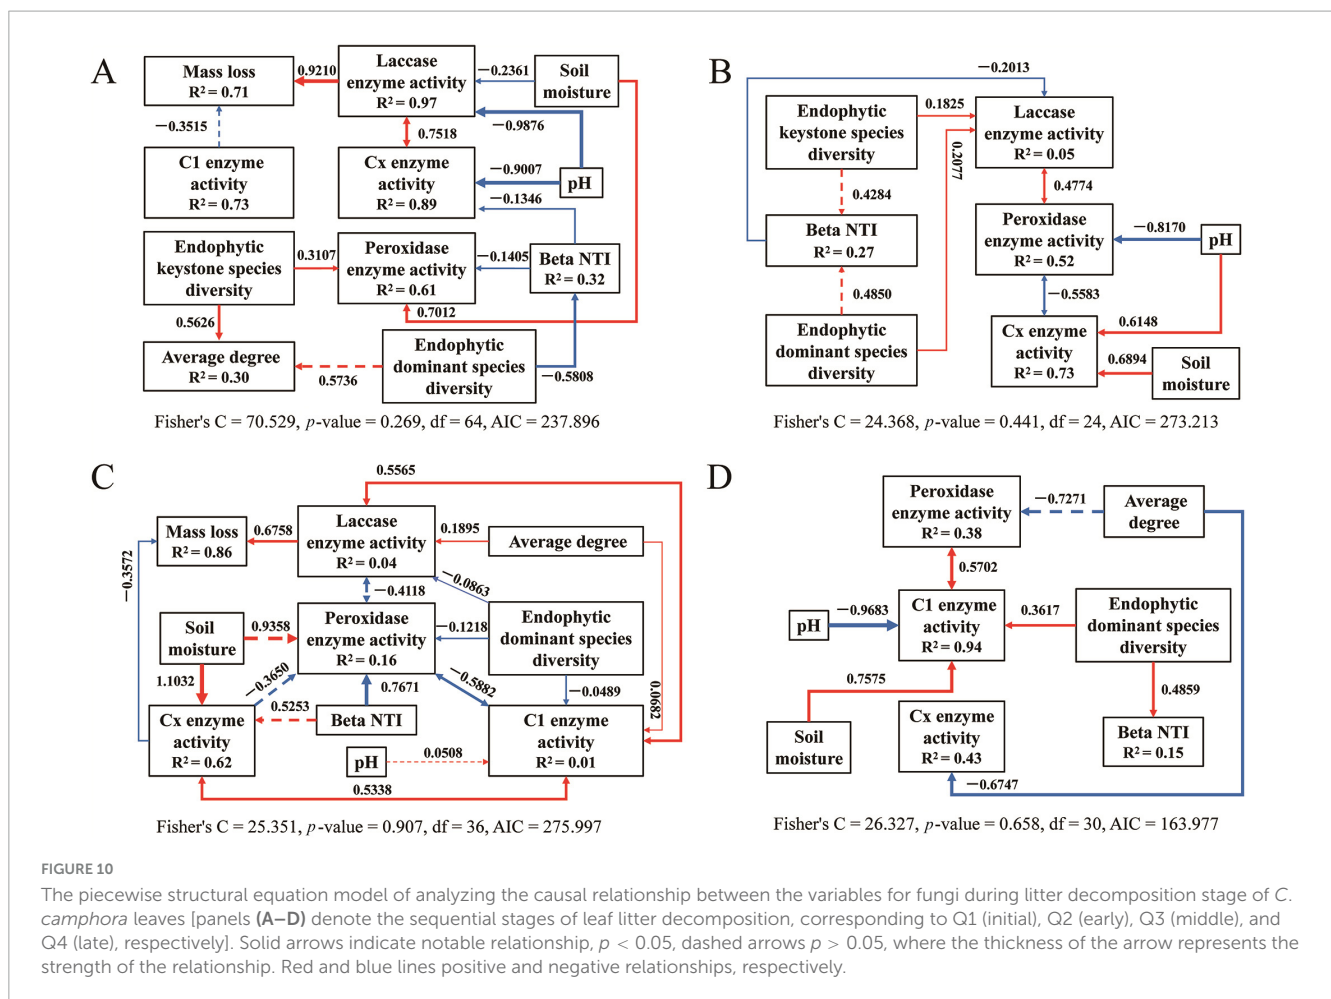 A
Mass loss
R² = 0.71
0.9210
Laccase
enzyme activity
R² = 0.97
−0.2361
Soil
moisture
−0.3515
0.7518
−0.9876
C1 enzyme
activity
R² = 0.73
Cx enzyme
activity
R² = 0.89
−0.9007
pH
−0.1346
Endophytic
keystone species
diversity
0.3107
Peroxidase
enzyme activity
R² = 0.61
−0.1405
Beta NTI
R² = 0.32
0.5626
0.7012
Average degree
R² = 0.30
0.5736
Endophytic
dominant species
diversity
−0.5808
Fisher's C = 70.529, p-value = 0.269, df = 64, AIC = 237.896
B
−0.2013
Endophytic
keystone species
diversity
0.1825
0.2077
Laccase
enzyme activity
R² = 0.05
0.4284
0.4774
Beta NTI
R² = 0.27
Peroxidase
enzyme activity
R² = 0.52
−0.8170
pH
0.4850
−0.5583
Endophytic
dominant species
diversity
Cx enzyme
activity
R² = 0.73
0.6148
0.6894
Soil
moisture
Fisher's C = 24.368, p-value = 0.441, df = 24, AIC = 273.213
C
0.5565
Mass loss
R² = 0.86
0.6758
Laccase
enzyme activity
R² = 0.04
0.1895
Average degree
−0.3572
−0.4118
−0.0863
Soil
moisture
0.9358
Peroxidase
enzyme activity
R² = 0.16
−0.1218
Endophytic
dominant species
diversity
1.1032
−0.3650
0.7671
−0.5882
−0.0489
0.0682
Cx enzyme
activity
R² = 0.62
0.5253
Beta NTI
C1 enzyme
activity
R² = 0.01
pH
0.0508
0.5338
Fisher's C = 25.351, p-value = 0.907, df = 36, AIC = 275.997
D
Peroxidase
enzyme activity
R² = 0.38
−0.7271
Average
degree
0.5702
pH
−0.9683
C1 enzyme
activity
R² = 0.94
0.3617
Endophytic
dominant species
diversity
0.7575
0.4859
Soil
moisture
Cx enzyme
activity
R² = 0.43
Beta NTI
R² = 0.15
−0.6747
Fisher's C = 26.327, p-value = 0.658, df = 30, AIC = 163.977
FIGURE 10
The piecewise structural equation model of analyzing the causal relationship between the variables for fungi during litter decomposition stage of C.
camphora leaves [panels (A–D) denote the sequential stages of leaf litter decomposition, corresponding to Q1 (initial), Q2 (early), Q3 (middle), and
Q4 (late), respectively]. Solid arrows indicate notable relationship, p < 0.05, dashed arrows p > 0.05, where the thickness of the arrow represents the
strength of the relationship. Red and blue lines positive and negative relationships, respectively.